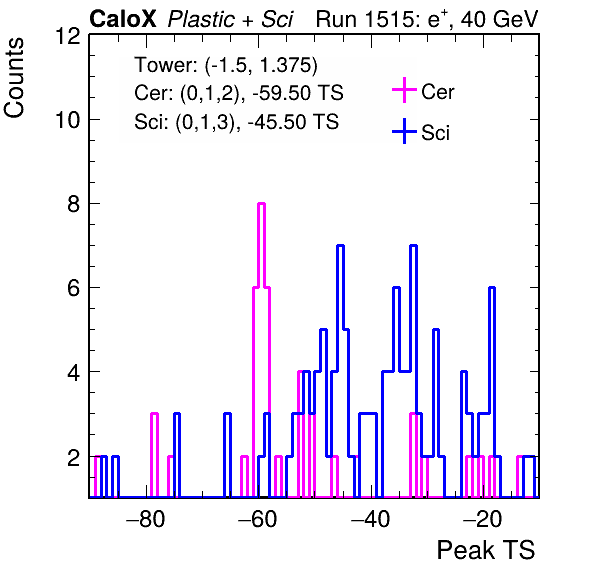 CaloX Plastic + Sci Run 1515: e+, 40 GeV
12
Counts
Tower: (-1.5, 1.375)
Cer: (0,1,2), -59.50 TS
Sci: (0,1,3), -45.50 TS
Cer
Sci
10
8
6
4
2
−80 −60 −40 −20
Peak TS